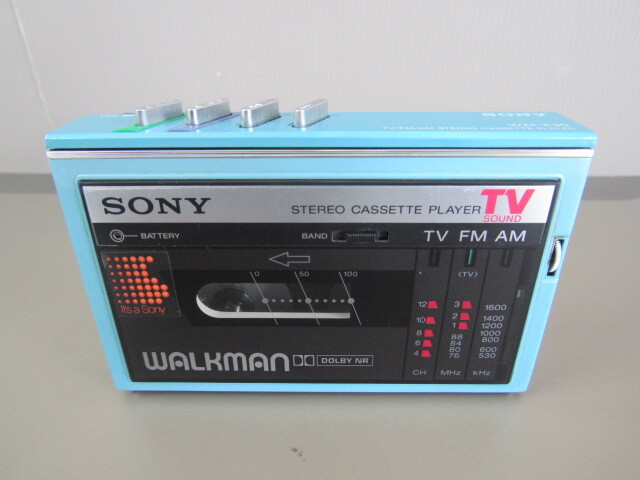 SONY
TV/FM/AM STEREO CASSETTE PLAYER
SONY
STEREO CASSETTE PLAYER
TV
SOUND
BATTERY
BAND
TV FM AM
(TV)
It's a Sony
0 50 100
12 3 1600
10 2 1400
1 1200
8 88 1000
6 84 800
80 600
4 76 530
WALKMAN DOLBY NR
CH MHz kHz